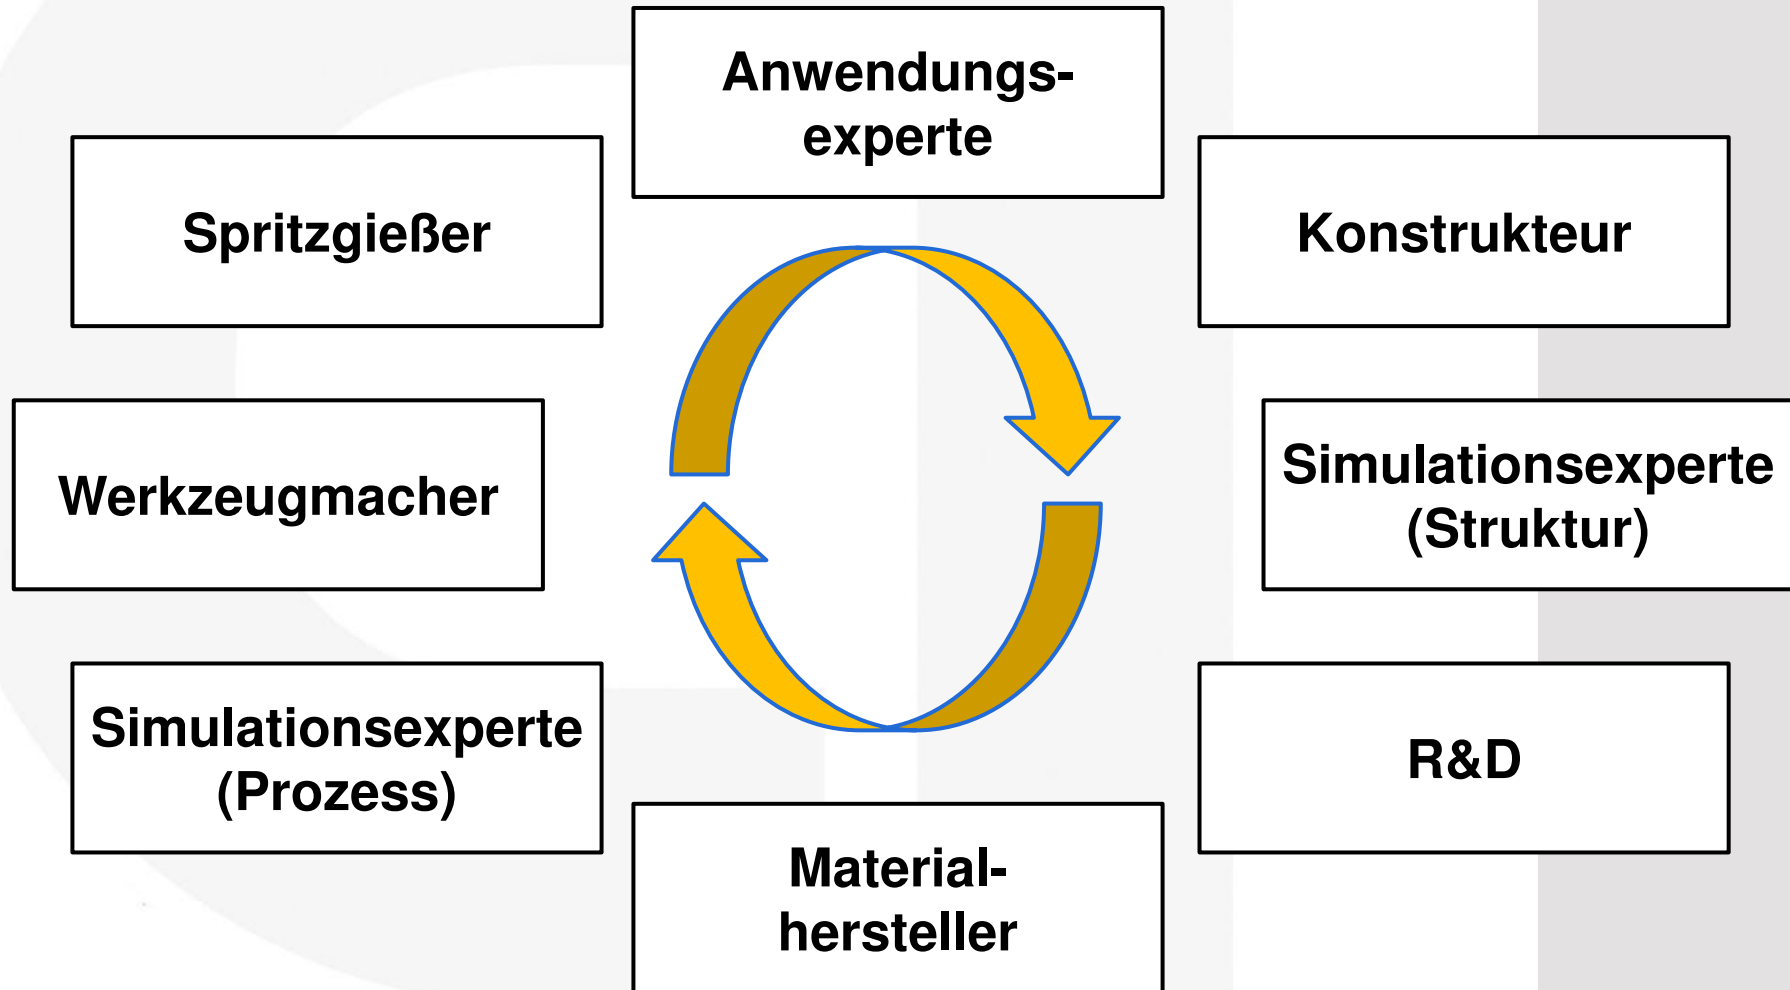 Anwendungs-
experte
Spritzgießer
Konstrukteur
Werkzeugmacher
Simulationsexperte
(Struktur)
Simulationsexperte
(Prozess)
R&D
Material-
hersteller